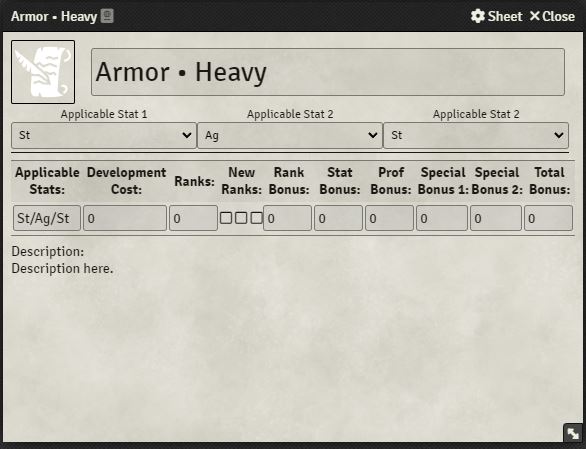 Armor • Heavy Sheet Close
Armor • Heavy
Applicable Stat 1 Applicable Stat 2 Applicable Stat 2
St Ag St
Applicable Development Ranks: New Rank Stat Prof Special Special Total
Stats: Cost: Ranks: Bonus: Bonus: Bonus: Bonus 1: Bonus 2: Bonus:
St/Ag/St 0 0 0 0 0 0 0 0
Description:
Description here.